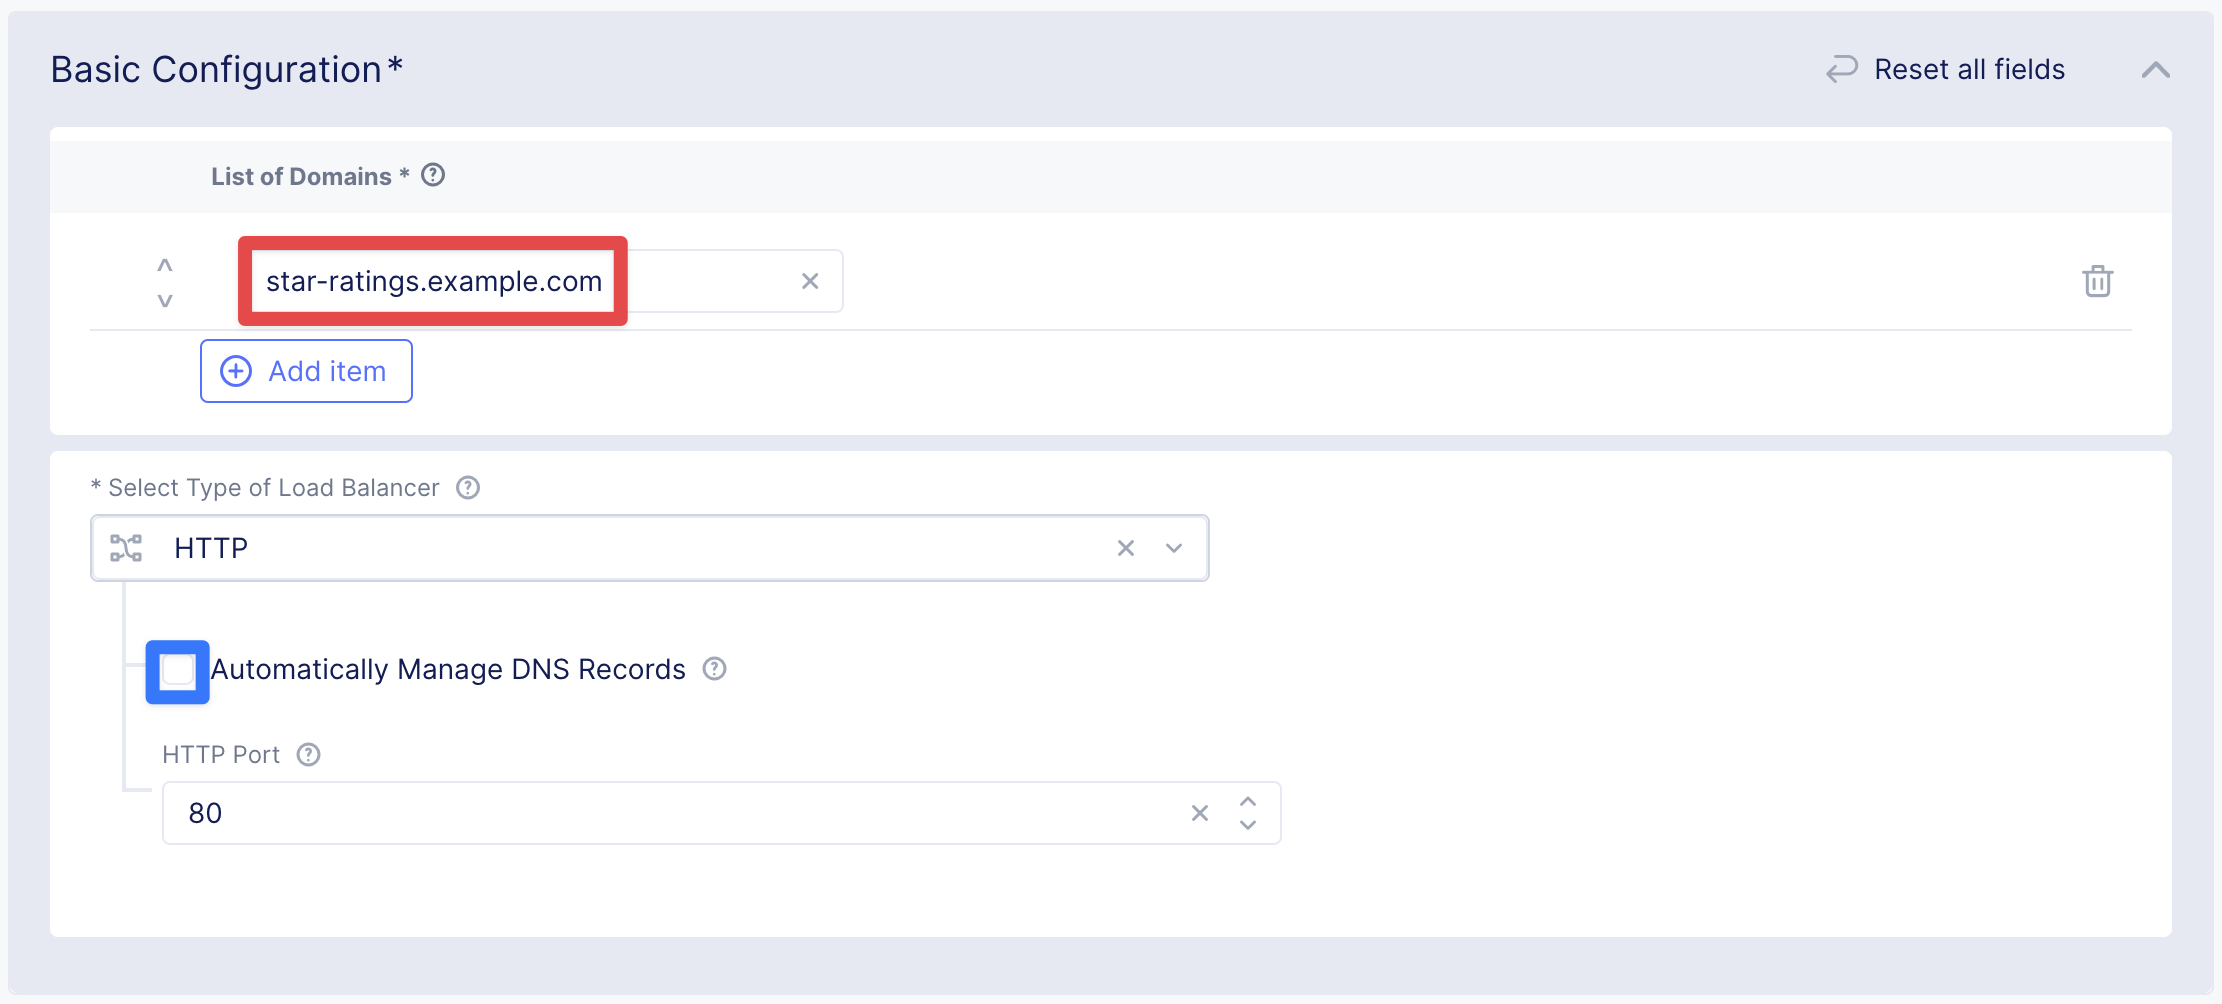 Basic Configuration*
Reset all fields
List of Domains *
star-ratings.example.com
Add item
* Select Type of Load Balancer
HTTP
Automatically Manage DNS Records
HTTP Port
80